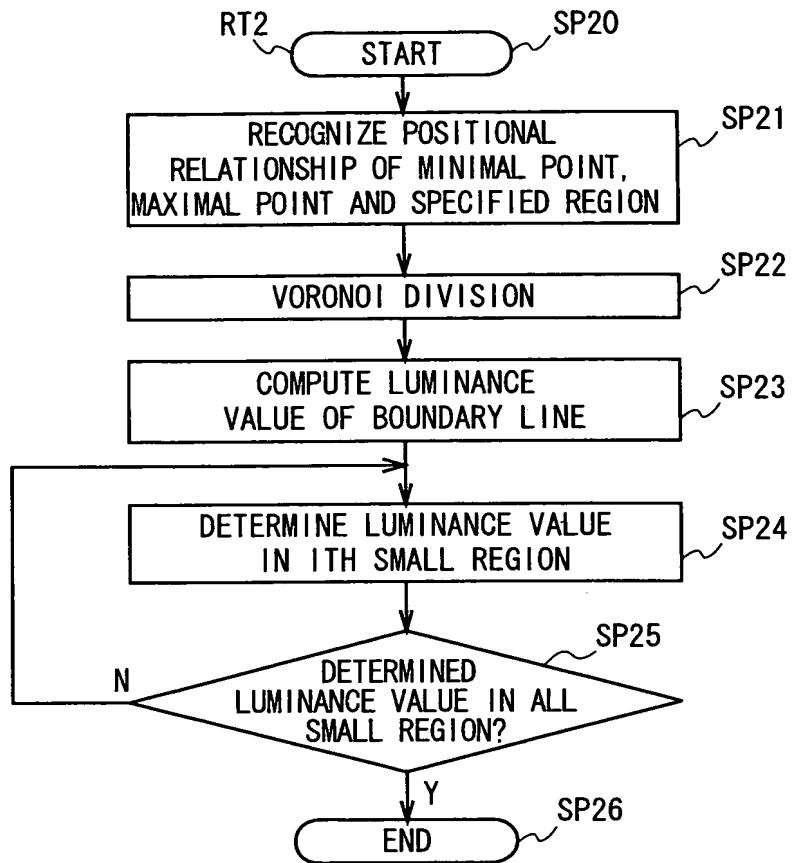 RT2
START
SP20
RECOGNIZE POSITIONAL
RELATIONSHIP OF MINIMAL POINT,
MAXIMAL POINT AND SPECIFIED REGION
SP21
VORONOI DIVISION
SP22
COMPUTE LUMINANCE
VALUE OF BOUNDARY LINE
SP23
DETERMINE LUMINANCE VALUE
IN ITH SMALL REGION
SP24
DETERMINED
LUMINANCE VALUE IN ALL
SMALL REGION?
SP25
N
Y
END
SP26